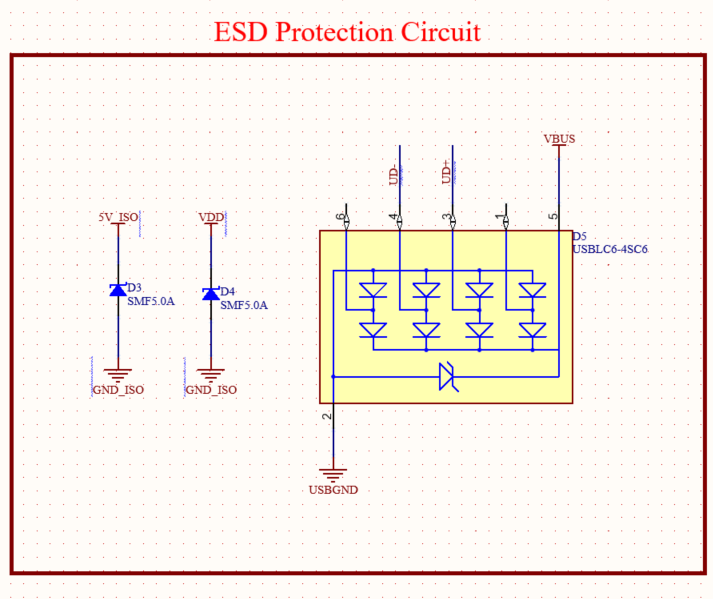 ESD Protection Circuit
VBUS
UD-
UD+
6
4
3
1
5
5V_ISO
VDD
D5
USBLC6-4SC6
D3
SMF5.0A
D4
SMF5.0A
GND_ISO
GND_ISO
2
USBGND